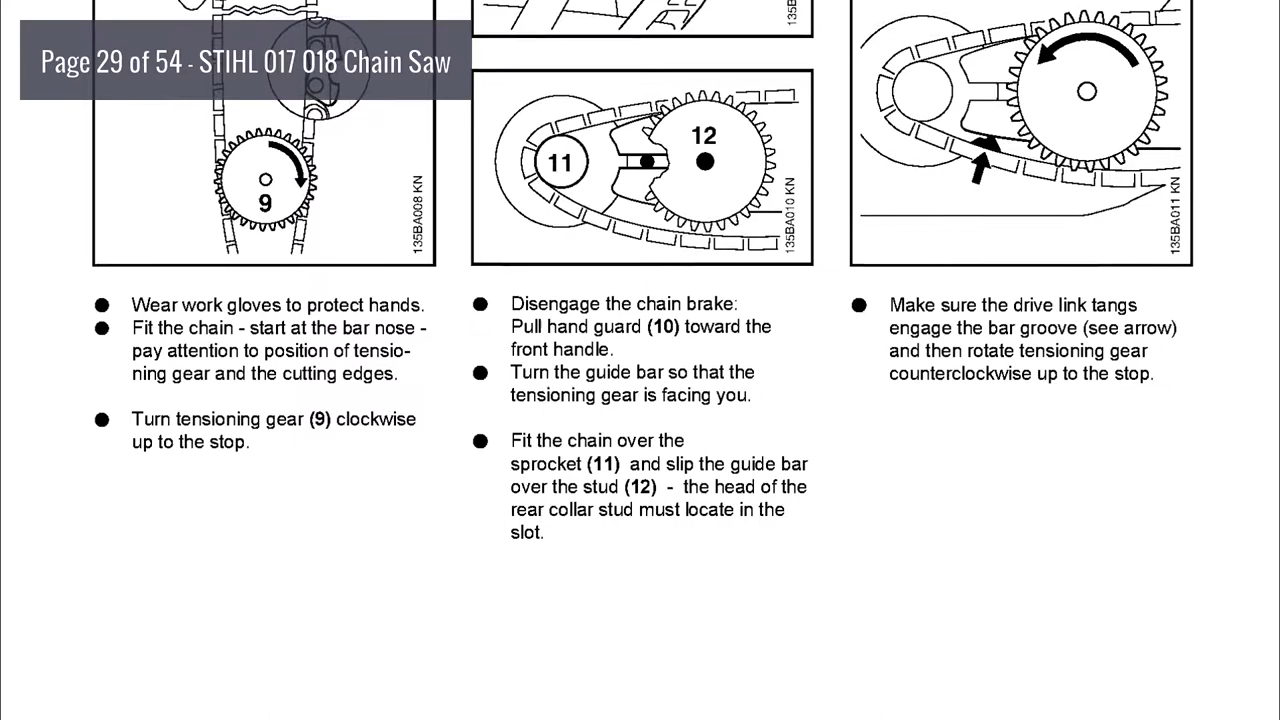 Page 29 of 54 - STIHL 017 018 Chain Saw
9
135BA008 KN
135B
11
12
135BA010 KN
135BA011 KN
● Wear work gloves to protect hands.
● Fit the chain - start at the bar nose -
pay attention to position of tensio-
ning gear and the cutting edges.
● Turn tensioning gear (9) clockwise
up to the stop.
● Disengage the chain brake:
Pull hand guard (10) toward the
front handle.
● Turn the guide bar so that the
tensioning gear is facing you.
● Fit the chain over the
sprocket (11) and slip the guide bar
over the stud (12) - the head of the
rear collar stud must locate in the
slot.
● Make sure the drive link tangs
engage the bar groove (see arrow)
and then rotate tensioning gear
counterclockwise up to the stop.